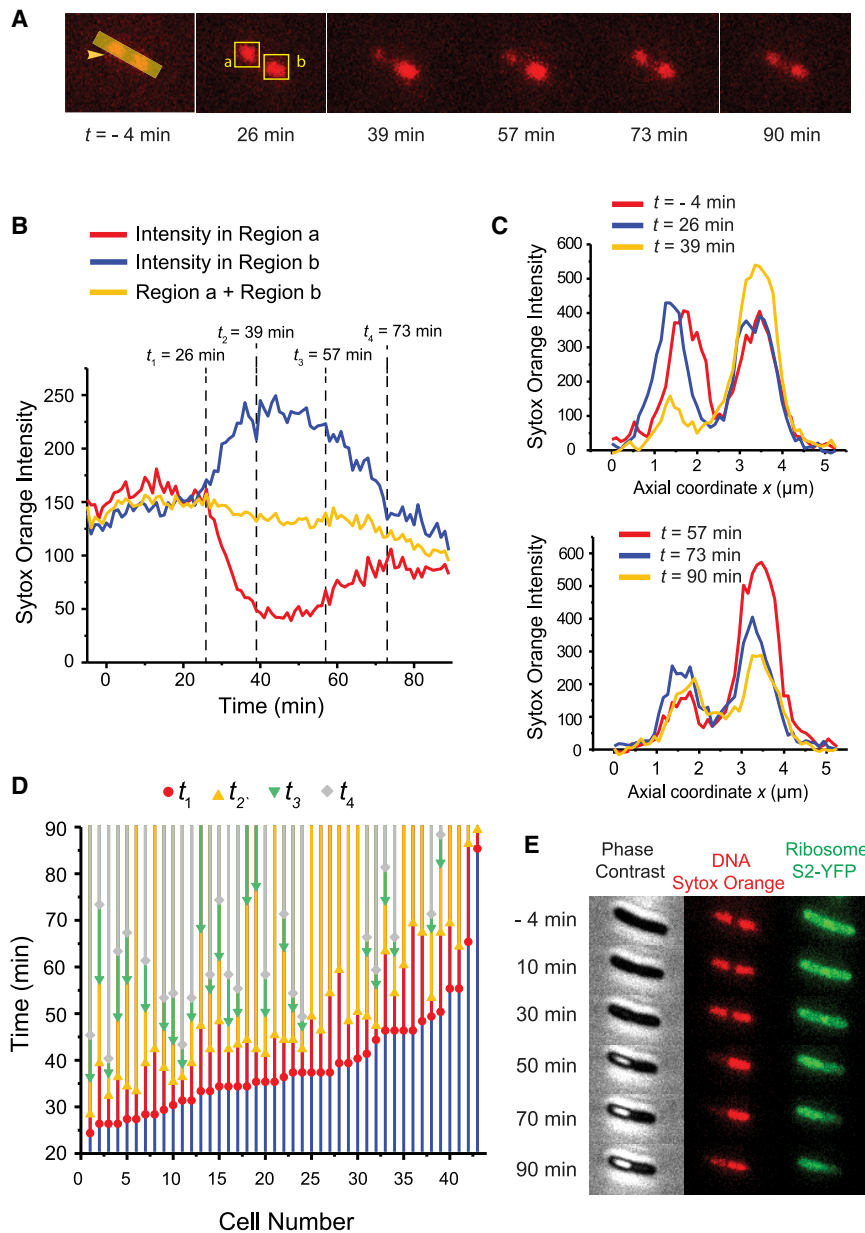 A
a
b
t = - 4 min
26 min
39 min
57 min
73 min
90 min
B
Intensity in Region a
Intensity in Region b
Region a + Region b
t1 = 26 min
t2 = 39 min
t3 = 57 min
t4 = 73 min
Sytox Orange Intensity
250
200
150
100
50
0
0
20
40
60
80
Time (min)
C
t = - 4 min
t = 26 min
t = 39 min
Sytox Orange Intensity
600
500
400
300
200
100
0
0
1
2
3
4
5
Axial coordinate x (µm)
t = 57 min
t = 73 min
t = 90 min
Sytox Orange Intensity
600
500
400
300
200
100
0
0
1
2
3
4
5
Axial coordinate x (µm)
D
t1
t2`
t3
t4
Time (min)
90
80
70
60
50
40
30
20
0
5
10
15
20
25
30
35
40
Cell Number
E
Phase
Contrast
DNA
Sytox Orange
Ribosome
S2-YFP
- 4 min
10 min
30 min
50 min
70 min
90 min